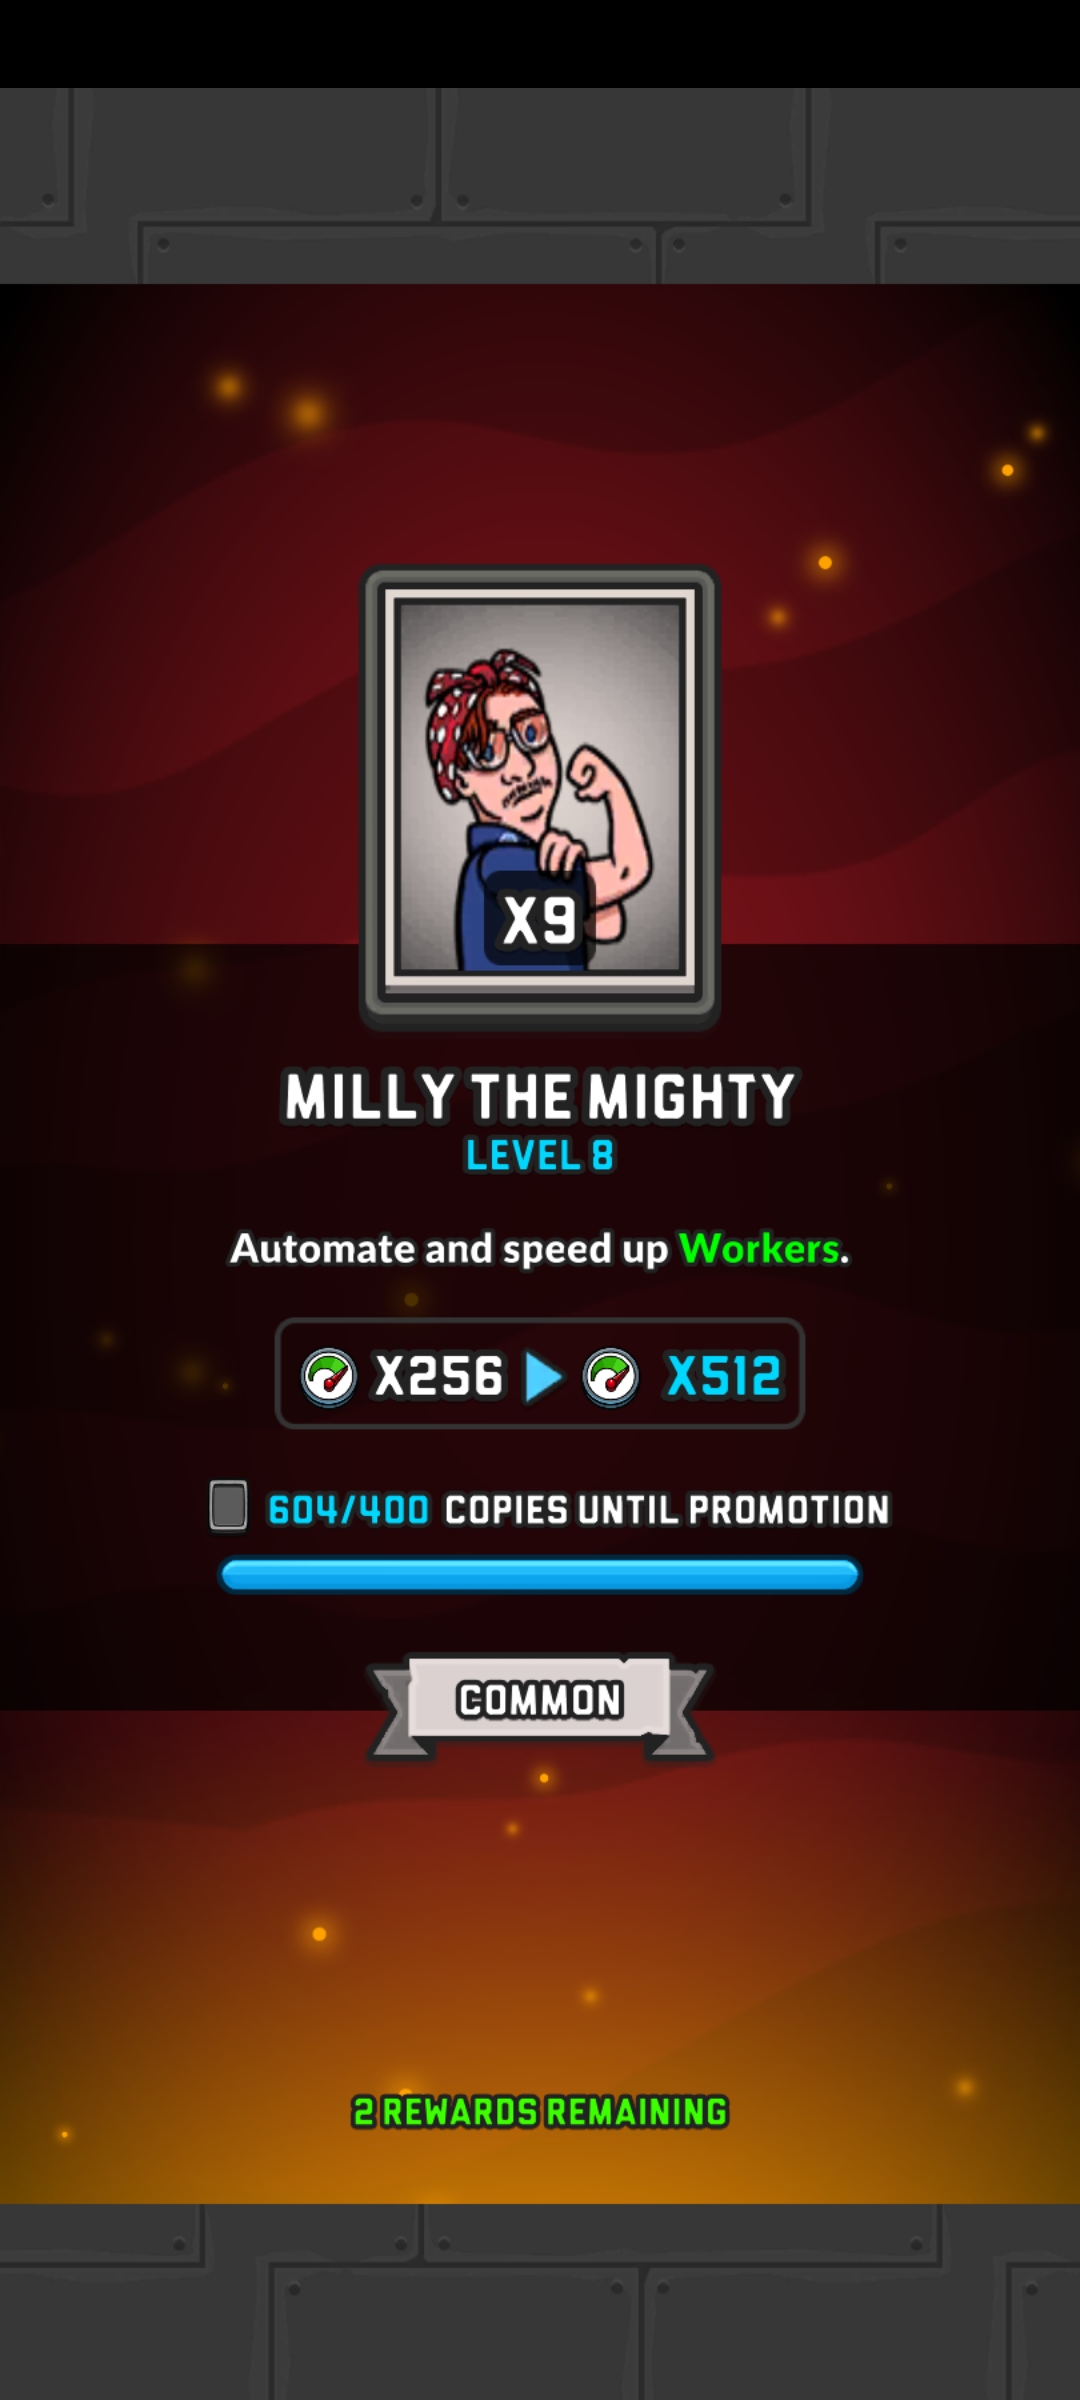 X9
MILLY THE MIGHTY
LEVEL 8
Automate and speed up Workers.
X256 X512
604/400 COPIES UNTIL PROMOTION
COMMON
2 REWARDS REMAINING